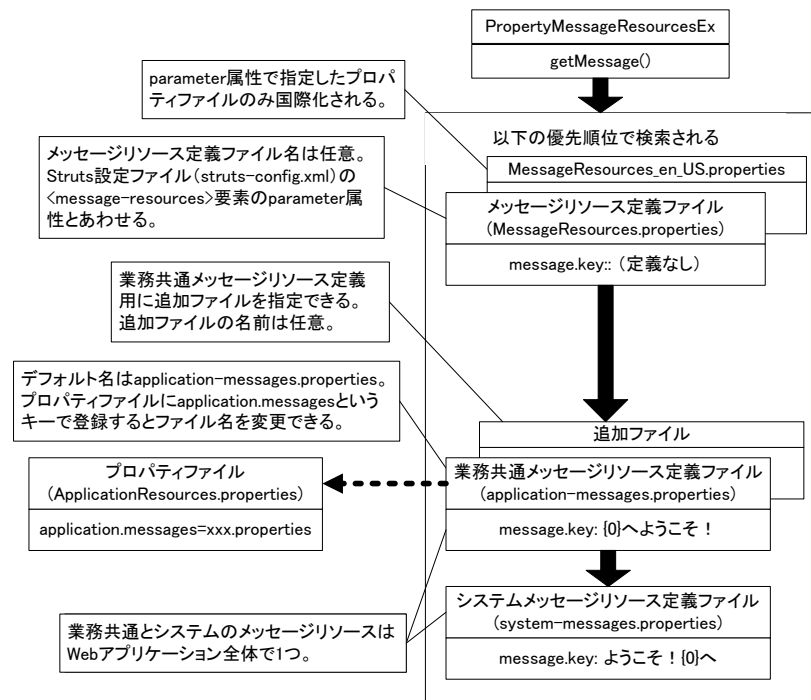 PropertyMessageResourcesEx
getMessage()
parameter属性で指定したプロパ
ティファイルのみ国際化される。
以下の優先順位で検索される
MessageResources_en_US.properties
メッセージリソース定義ファイル名は任意。
Struts設定ファイル(struts-config.xml)の
<message-resources>要素のparameter属
性とあわせる。
メッセージリソース定義ファイル
(MessageResources.properties)
message.key:: (定義なし)
業務共通メッセージリソース定義
用に追加ファイルを指定できる。
追加ファイルの名前は任意。
デフォルト名はapplication-messages.properties。
プロパティファイルにapplication.messagesという
キーで登録するとファイル名を変更できる。
追加ファイル
プロパティファイル
(ApplicationResources.properties)
application.messages=xxx.properties
業務共通メッセージリソース定義ファイル
(application-messages.properties)
message.key: {0}へようこそ!
業務共通とシステムのメッセージリソースは
Webアプリケーション全体で1つ。
システムメッセージリソース定義ファイル
(system-messages.properties)
message.key: ようこそ!{0}へ